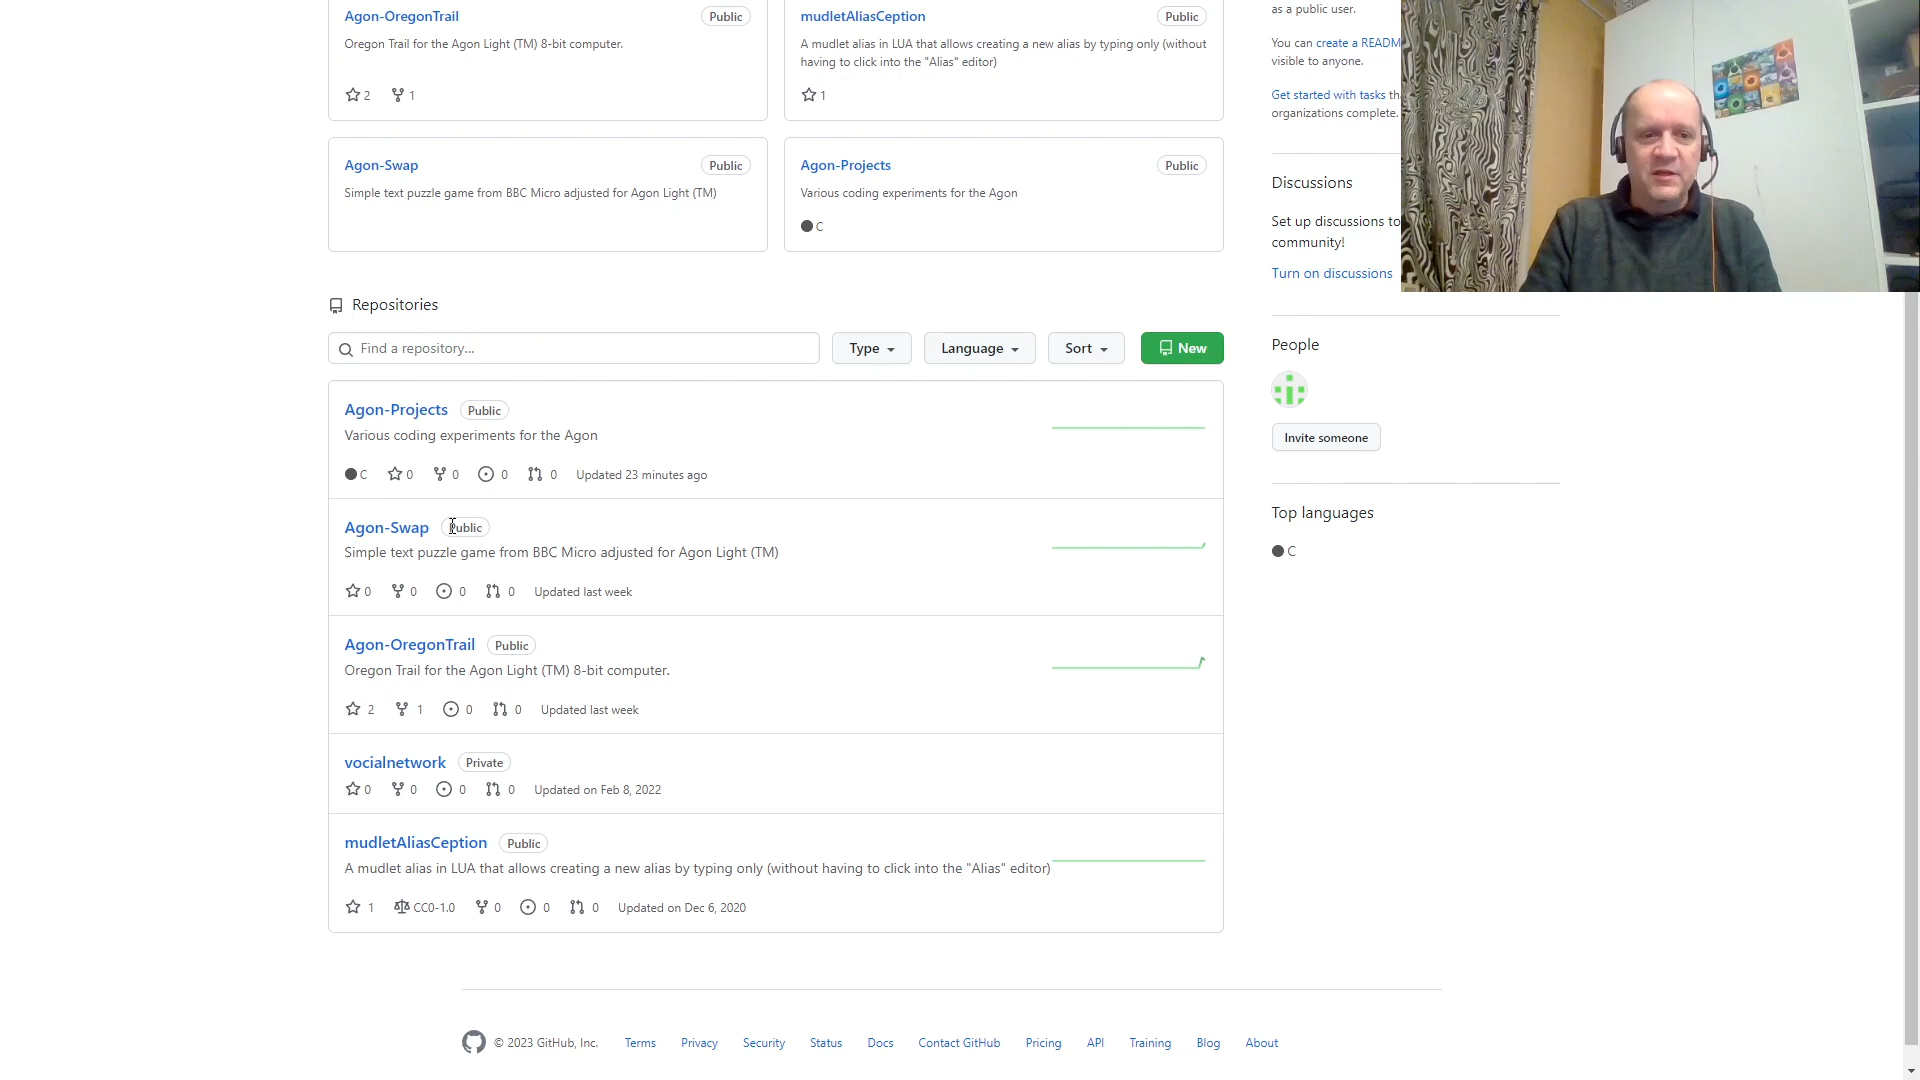 as a public user.
Agon-OregonTrail Public
mudletAliasCeption Public
Oregon Trail for the Agon Light (TM) 8-bit computer.
A mudlet alias in LUA that allows creating a new alias by typing only (without
having to click into the "Alias" editor)
2 1
1
You can create a READM
visible to anyone.
Get started with tasks th
organizations complete.
Agon-Swap Public
Agon-Projects Public
Simple text puzzle game from BBC Micro adjusted for Agon Light (TM)
Various coding experiments for the Agon
C
Discussions
Set up discussions to
community!
Turn on discussions
Repositories
Find a repository...
Type
Language
Sort
New
People
Invite someone
Top languages
C
Agon-Projects Public
Various coding experiments for the Agon
C 0 0 0 0 Updated 23 minutes ago
Agon-Swap Public
Simple text puzzle game from BBC Micro adjusted for Agon Light (TM)
0 0 0 0 Updated last week
Agon-OregonTrail Public
Oregon Trail for the Agon Light (TM) 8-bit computer.
2 1 0 0 Updated last week
vocialnetwork Private
0 0 0 0 Updated on Feb 8, 2022
mudletAliasCeption Public
A mudlet alias in LUA that allows creating a new alias by typing only (without having to click into the "Alias" editor)
1 CC0-1.0 0 0 0 Updated on Dec 6, 2020
© 2023 GitHub, Inc. Terms Privacy Security Status Docs Contact GitHub Pricing API Training Blog About